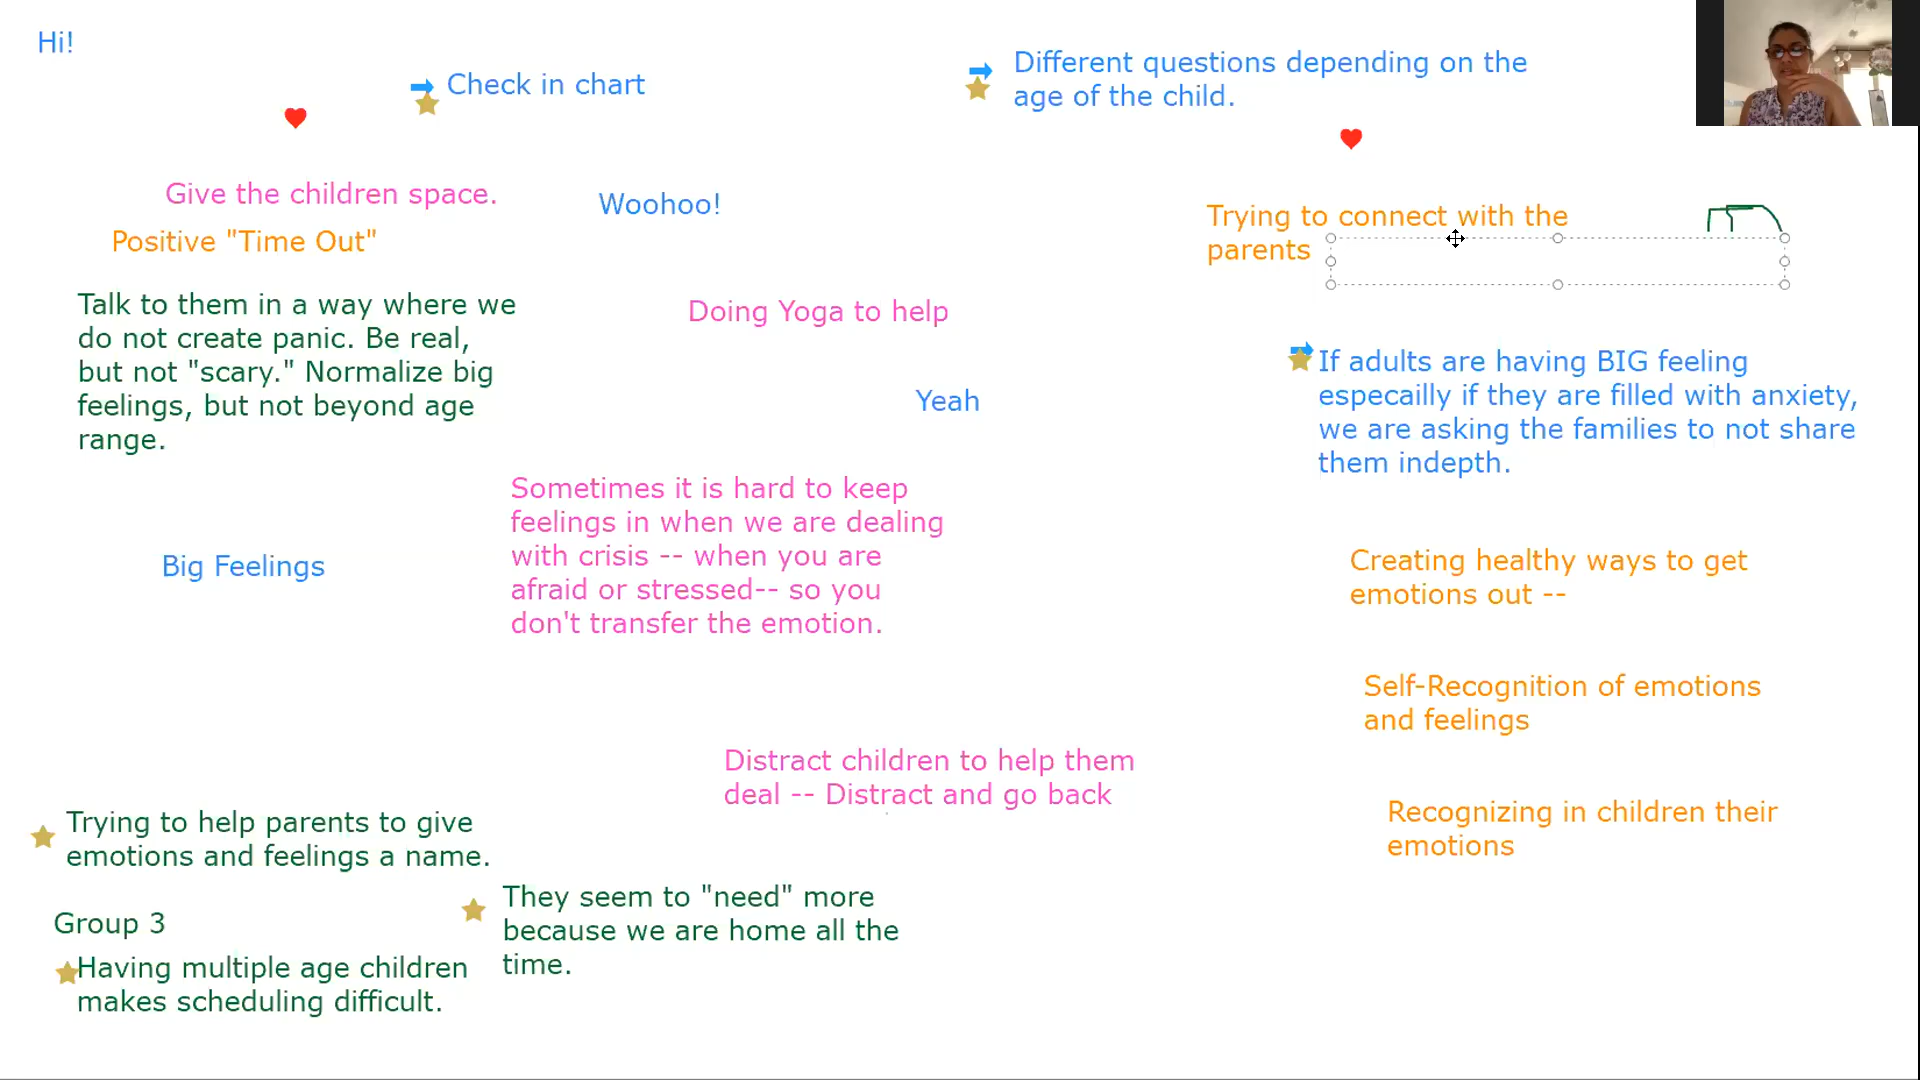 Hi!
Check in chart
Different questions depending on the
age of the child.
Give the children space.
Woohoo!
Positive "Time Out"
Trying to connect with the
parents
Talk to them in a way where we
do not create panic. Be real,
but not "scary." Normalize big
feelings, but not beyond age
range.
Doing Yoga to help
Yeah
If adults are having BIG feeling
especailly if they are filled with anxiety,
we are asking the families to not share
them indepth.
Sometimes it is hard to keep
feelings in when we are dealing
with crisis -- when you are
afraid or stressed-- so you
don't transfer the emotion.
Big Feelings
Creating healthy ways to get
emotions out --
Self-Recognition of emotions
and feelings
Distract children to help them
deal -- Distract and go back
Recognizing in children their
emotions
Trying to help parents to give
emotions and feelings a name.
They seem to "need" more
because we are home all the
time.
Group 3
Having multiple age children
makes scheduling difficult.